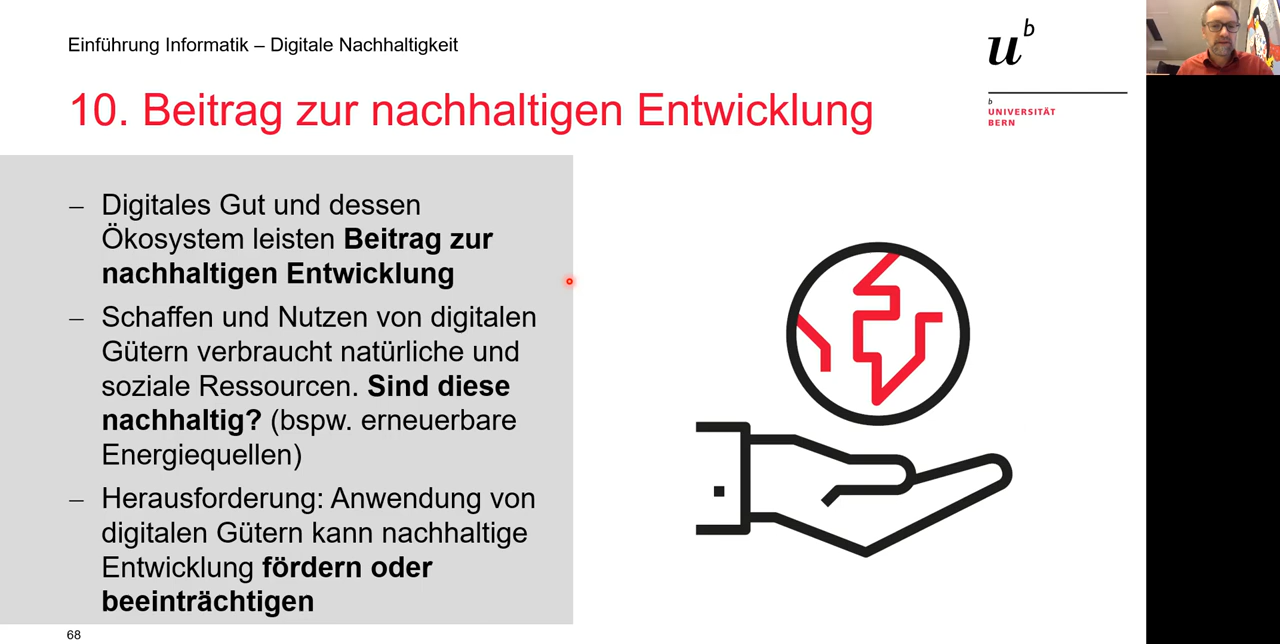 Einführung Informatik – Digitale Nachhaltigkeit
u b
b
UNIVERSITÄT
BERN
10. Beitrag zur nachhaltigen Entwicklung
– Digitales Gut und dessen
Ökosystem leisten Beitrag zur
nachhaltigen Entwicklung
– Schaffen und Nutzen von digitalen
Gütern verbraucht natürliche und
soziale Ressourcen. Sind diese
nachhaltig? (bspw. erneuerbare
Energiequellen)
– Herausforderung: Anwendung von
digitalen Gütern kann nachhaltige
Entwicklung fördern oder
beeinträchtigen
68